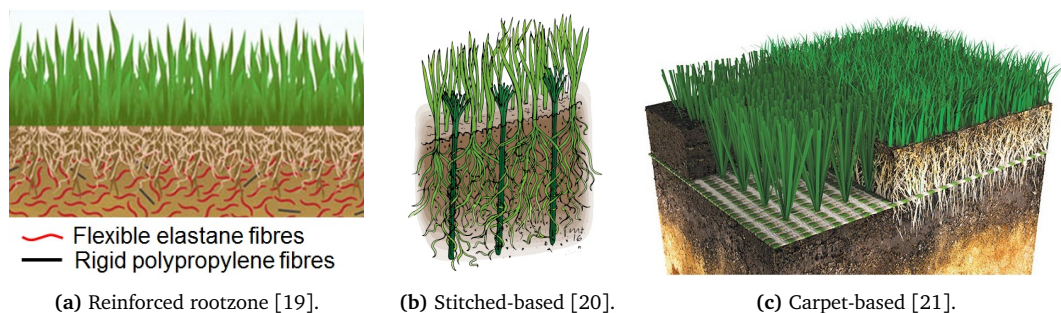 Flexible elastane fibres
Rigid polypropylene fibres
(a) Reinforced rootzone [19].
(b) Stitched-based [20].
(c) Carpet-based [21].